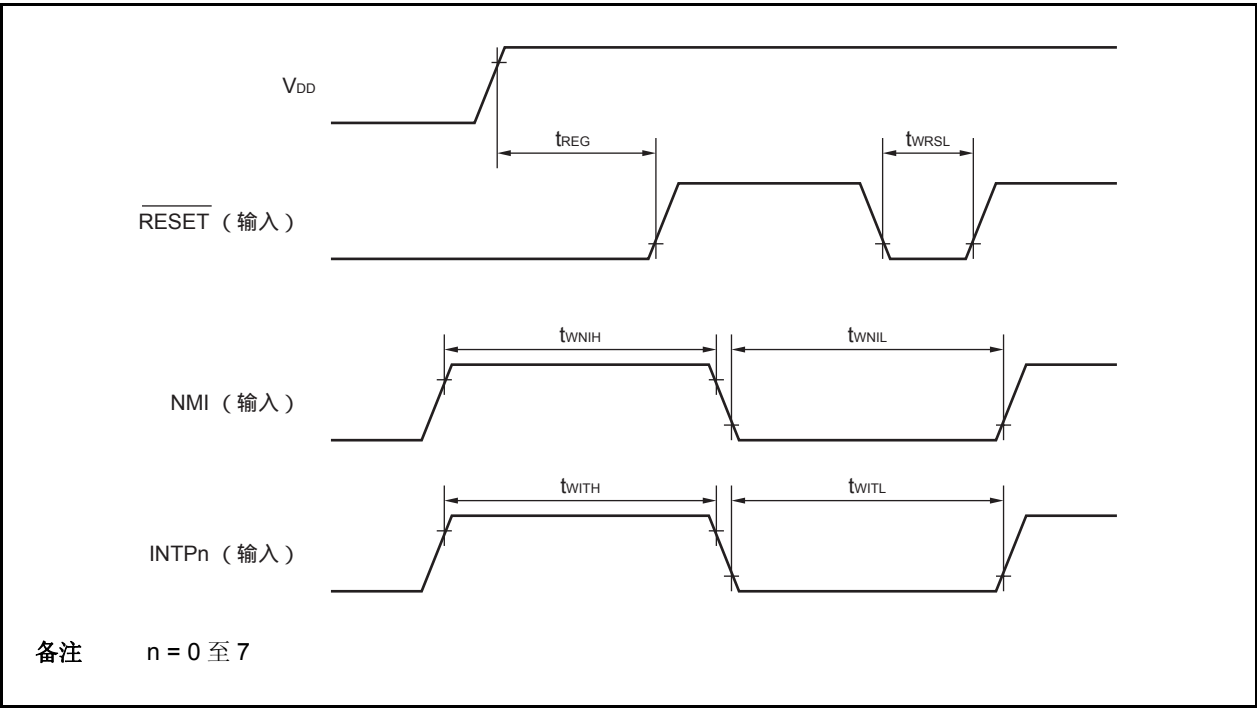 VDD
tREG
tWRSL
RESET（输入）
tWNIH
tWNIL
NMI（输入）
tWITH
tWITL
INTPn（输入）
备注 n = 0 至 7